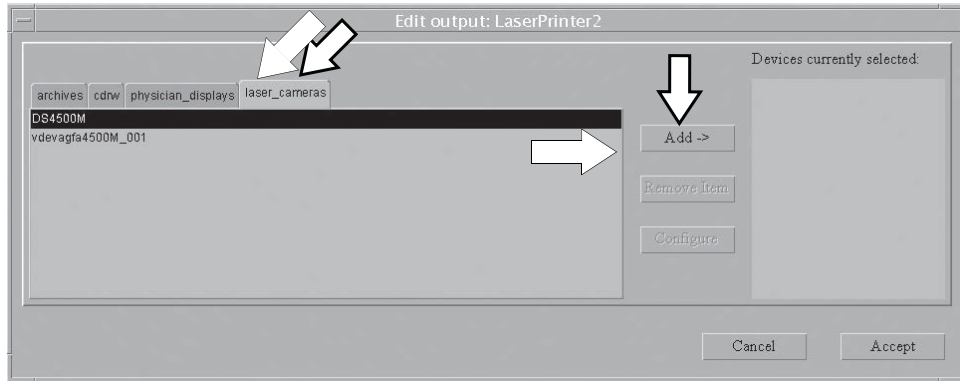 Edit output: LaserPrinter2
Devices currently selected:
archives cdrw physician_displays laser_cameras
DS4500M
vdevagfa4500M_001
Add ->
Remove Item
Configure
Cancel Accept